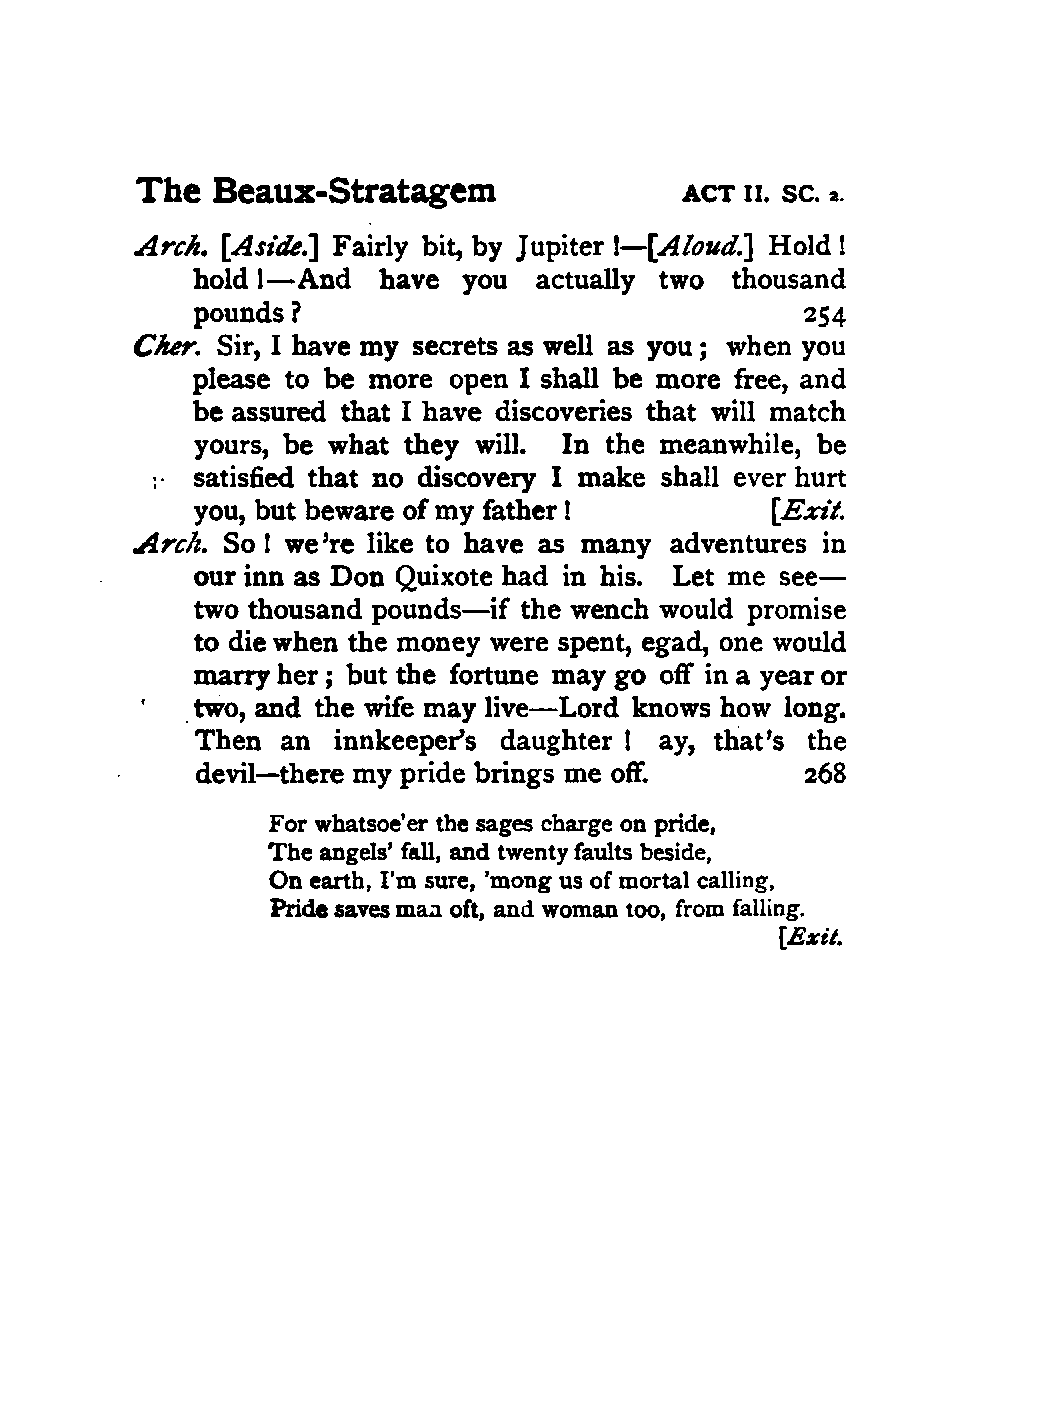 The Beaux-Stratagem ACT II. SC. 2.
Arch. [Aside.] Fairly bit, by Jupiter !—[Aloud.] Hold !
hold !—And have you actually two thousand
pounds ? 254
Cher. Sir, I have my secrets as well as you ; when you
please to be more open I shall be more free, and
be assured that I have discoveries that will match
yours, be what they will. In the meanwhile, be
satisfied that no discovery I make shall ever hurt
you, but beware of my father ! [Exit.
Arch. So ! we're like to have as many adventures in
our inn as Don Quixote had in his. Let me see—
two thousand pounds—if the wench would promise
to die when the money were spent, egad, one would
marry her ; but the fortune may go off in a year or
two, and the wife may live—Lord knows how long.
Then an innkeeper's daughter ! ay, that's the
devil—there my pride brings me off. 268
For whatsoe'er the sages charge on pride,
The angels' fall, and twenty faults beside,
On earth, I'm sure, 'mong us of mortal calling,
Pride saves man oft, and woman too, from falling.
[Exit.